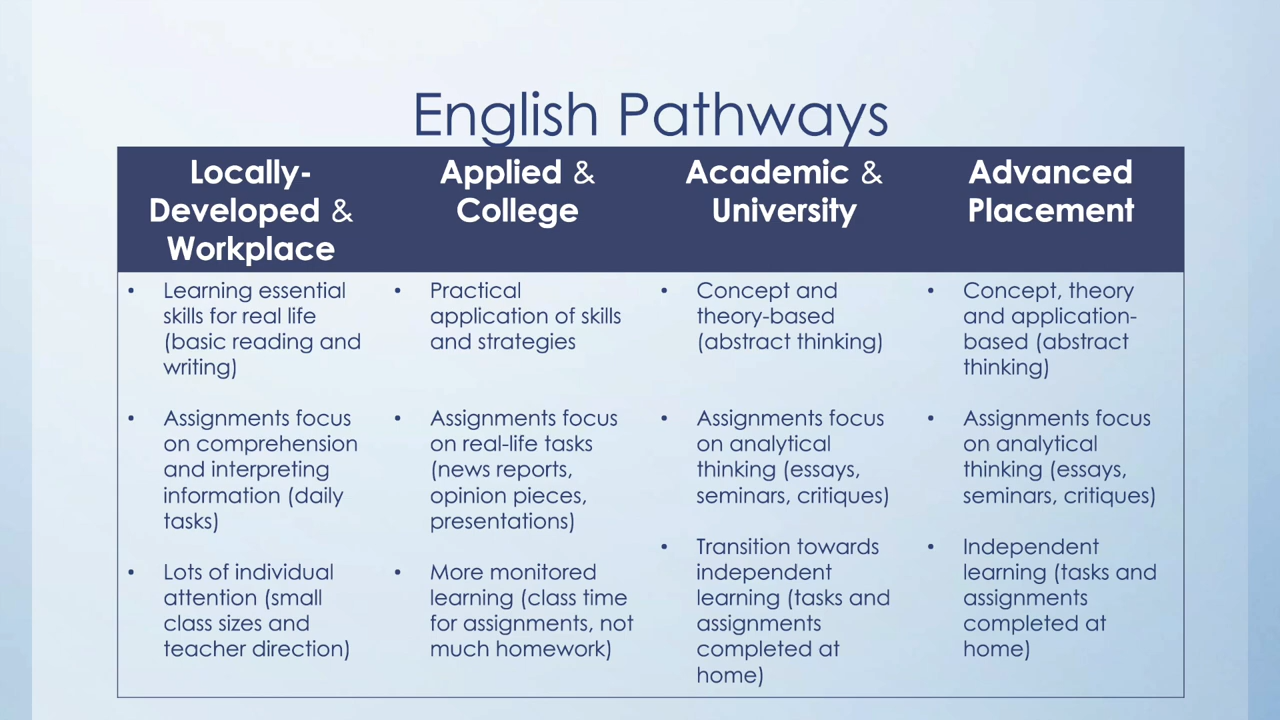 English Pathways
Locally-
Developed &
Workplace
Applied &
College
Academic &
University
Advanced
Placement
• Learning essential
skills for real life
(basic reading and
writing)
• Assignments focus
on comprehension
and interpreting
information (daily
tasks)
• Lots of individual
attention (small
class sizes and
teacher direction)
• Practical
application of skills
and strategies
• Assignments focus
on real-life tasks
(news reports,
opinion pieces,
presentations)
• More monitored
learning (class time
for assignments, not
much homework)
• Concept and
theory-based
(abstract thinking)
• Assignments focus
on analytical
thinking (essays,
seminars, critiques)
• Transition towards
independent
learning (tasks and
assignments
completed at
home)
• Concept, theory
and application-
based (abstract
thinking)
• Assignments focus
on analytical
thinking (essays,
seminars, critiques)
• Independent
learning (tasks and
assignments
completed at
home)